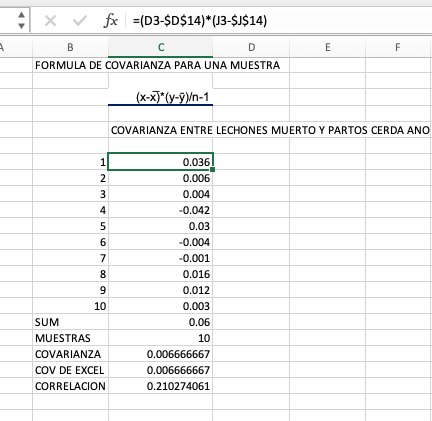 fx =(D3-$D$14)*(J3-$J$14)
A B C D E F
FORMULA DE COVARIANZA PARA UNA MUESTRA
(x-x̅)*(y-ȳ)/n-1
COVARIANZA ENTRE LECHONES MUERTO Y PARTOS CERDA ANO
1 0.036
2 0.006
3 0.004
4 -0.042
5 0.03
6 -0.004
7 -0.001
8 0.016
9 0.012
10 0.003
SUM 0.06
MUESTRAS 10
COVARIANZA 0.006666667
COV DE EXCEL 0.006666667
CORRELACION 0.210274061